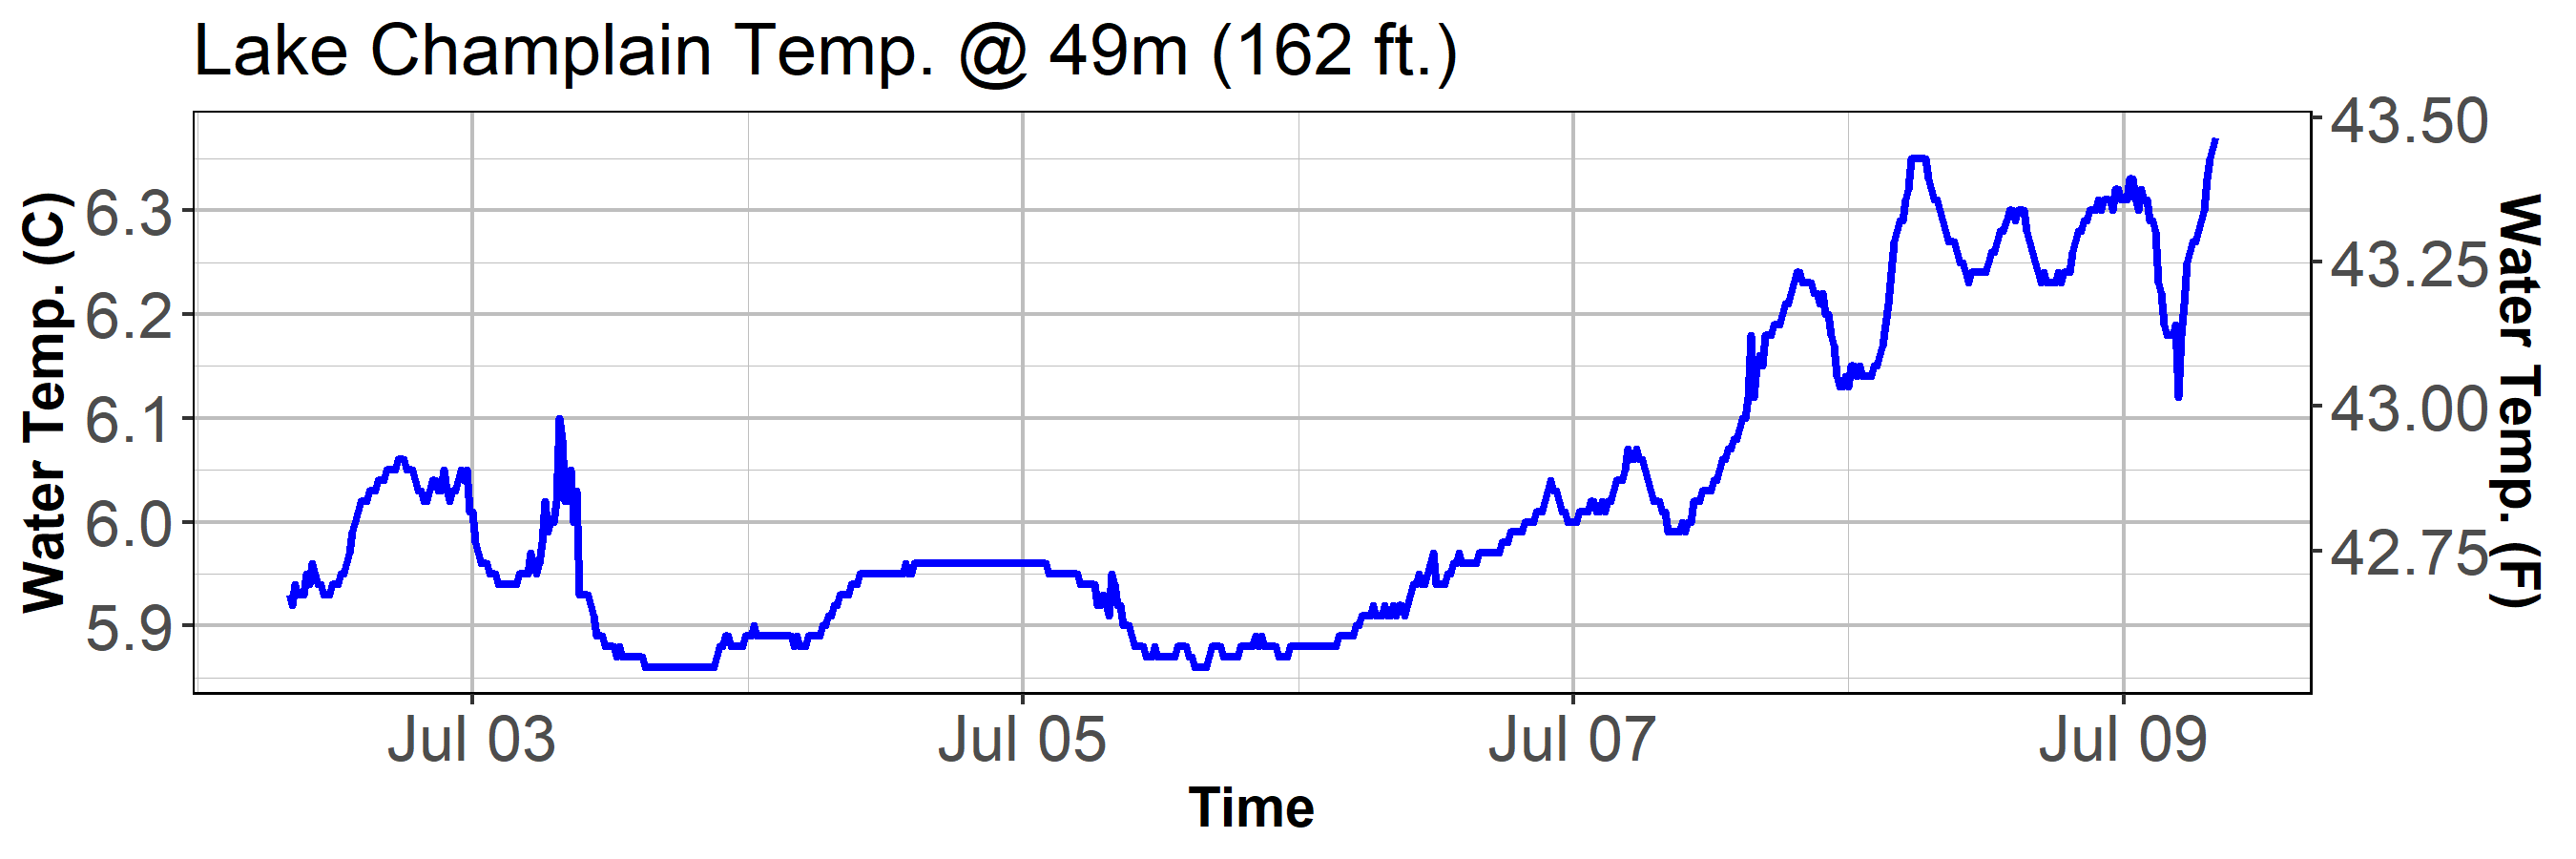 Lake Champlain Temp. @ 49m (162 ft.)
Water Temp. (C)
6.3
6.2
6.1
6.0
5.9
43.50
43.25
43.00
42.75
Water Temp. (F)
Jul 03 Jul 05 Jul 07 Jul 09
Time